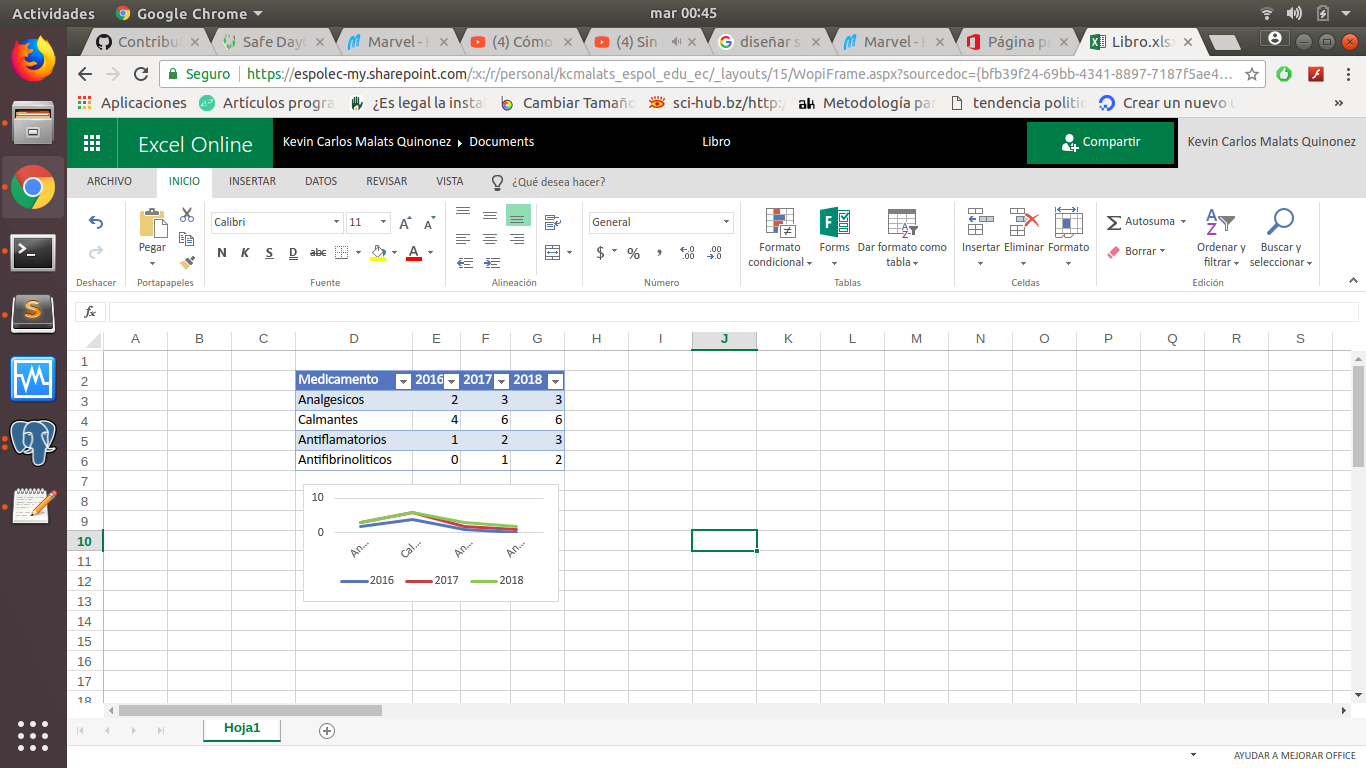 Actividades Google Chrome mar 00:45
Contribu Safe Day Marvel - (4) Cómo (4) Sin diseñar s Marvel - Página p Libro.xls
Seguro https://espolec-my.sharepoint.com/:x:/r/personal/kcmalats_espol_edu_ec/_layouts/15/WopiFrame.aspx?sourcedoc={bfb39f24-69bb-4341-8897-7187f5ae4...
Aplicaciones Artículos progra ¿Es legal la insta Cambiar Tamaño sci-hub.bz/http: Metodología pa tendencia politic Crear un nuevo u »
Excel Online Kevin Carlos Malats Quinonez Documents Libro Compartir Kevin Carlos Malats Quinonez
ARCHIVO INICIO INSERTAR DATOS REVISAR VISTA ¿Qué desea hacer?
Calibri 11 A A General Autosuma
Pegar N K S D abc A $ % , Formato condicional Forms Dar formato como tabla Insertar Eliminar Formato Borrar Ordenar y filtrar Buscar y seleccionar
Deshacer Portapapeles Fuente Alineación Número Tablas Celdas Edición
fx
A B C D E F G H I J K L M N O P Q R S
1
2 Medicamento 2016 2017 2018
3 Analgesicos 2 3 3
4 Calmantes 4 6 6
5 Antiflamatorios 1 2 3
6 Antifibrinoliticos 0 1 2
7
8
9
10
11
12
13
14
15
16
17
18
10
0
An... Cal... An... An...
2016 2017 2018
Hoja1
AYUDAR A MEJORAR OFFICE